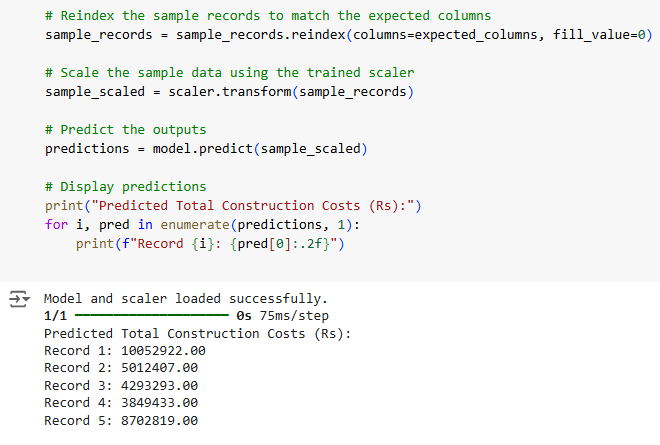 # Reindex the sample records to match the expected columns
sample_records = sample_records.reindex(columns=expected_columns, fill_value=0)
# Scale the sample data using the trained scaler
sample_scaled = scaler.transform(sample_records)
# Predict the outputs
predictions = model.predict(sample_scaled)
# Display predictions
print("Predicted Total Construction Costs (Rs):")
for i, pred in enumerate(predictions, 1):
    print(f"Record {i}: {pred[0]:.2f}")
Model and scaler loaded successfully.
1/1 ━━━━━━━━━━━━━━━━━━━━ 0s 75ms/step
Predicted Total Construction Costs (Rs):
Record 1: 10052922.00
Record 2: 5012407.00
Record 3: 4293293.00
Record 4: 3849433.00
Record 5: 8702819.00